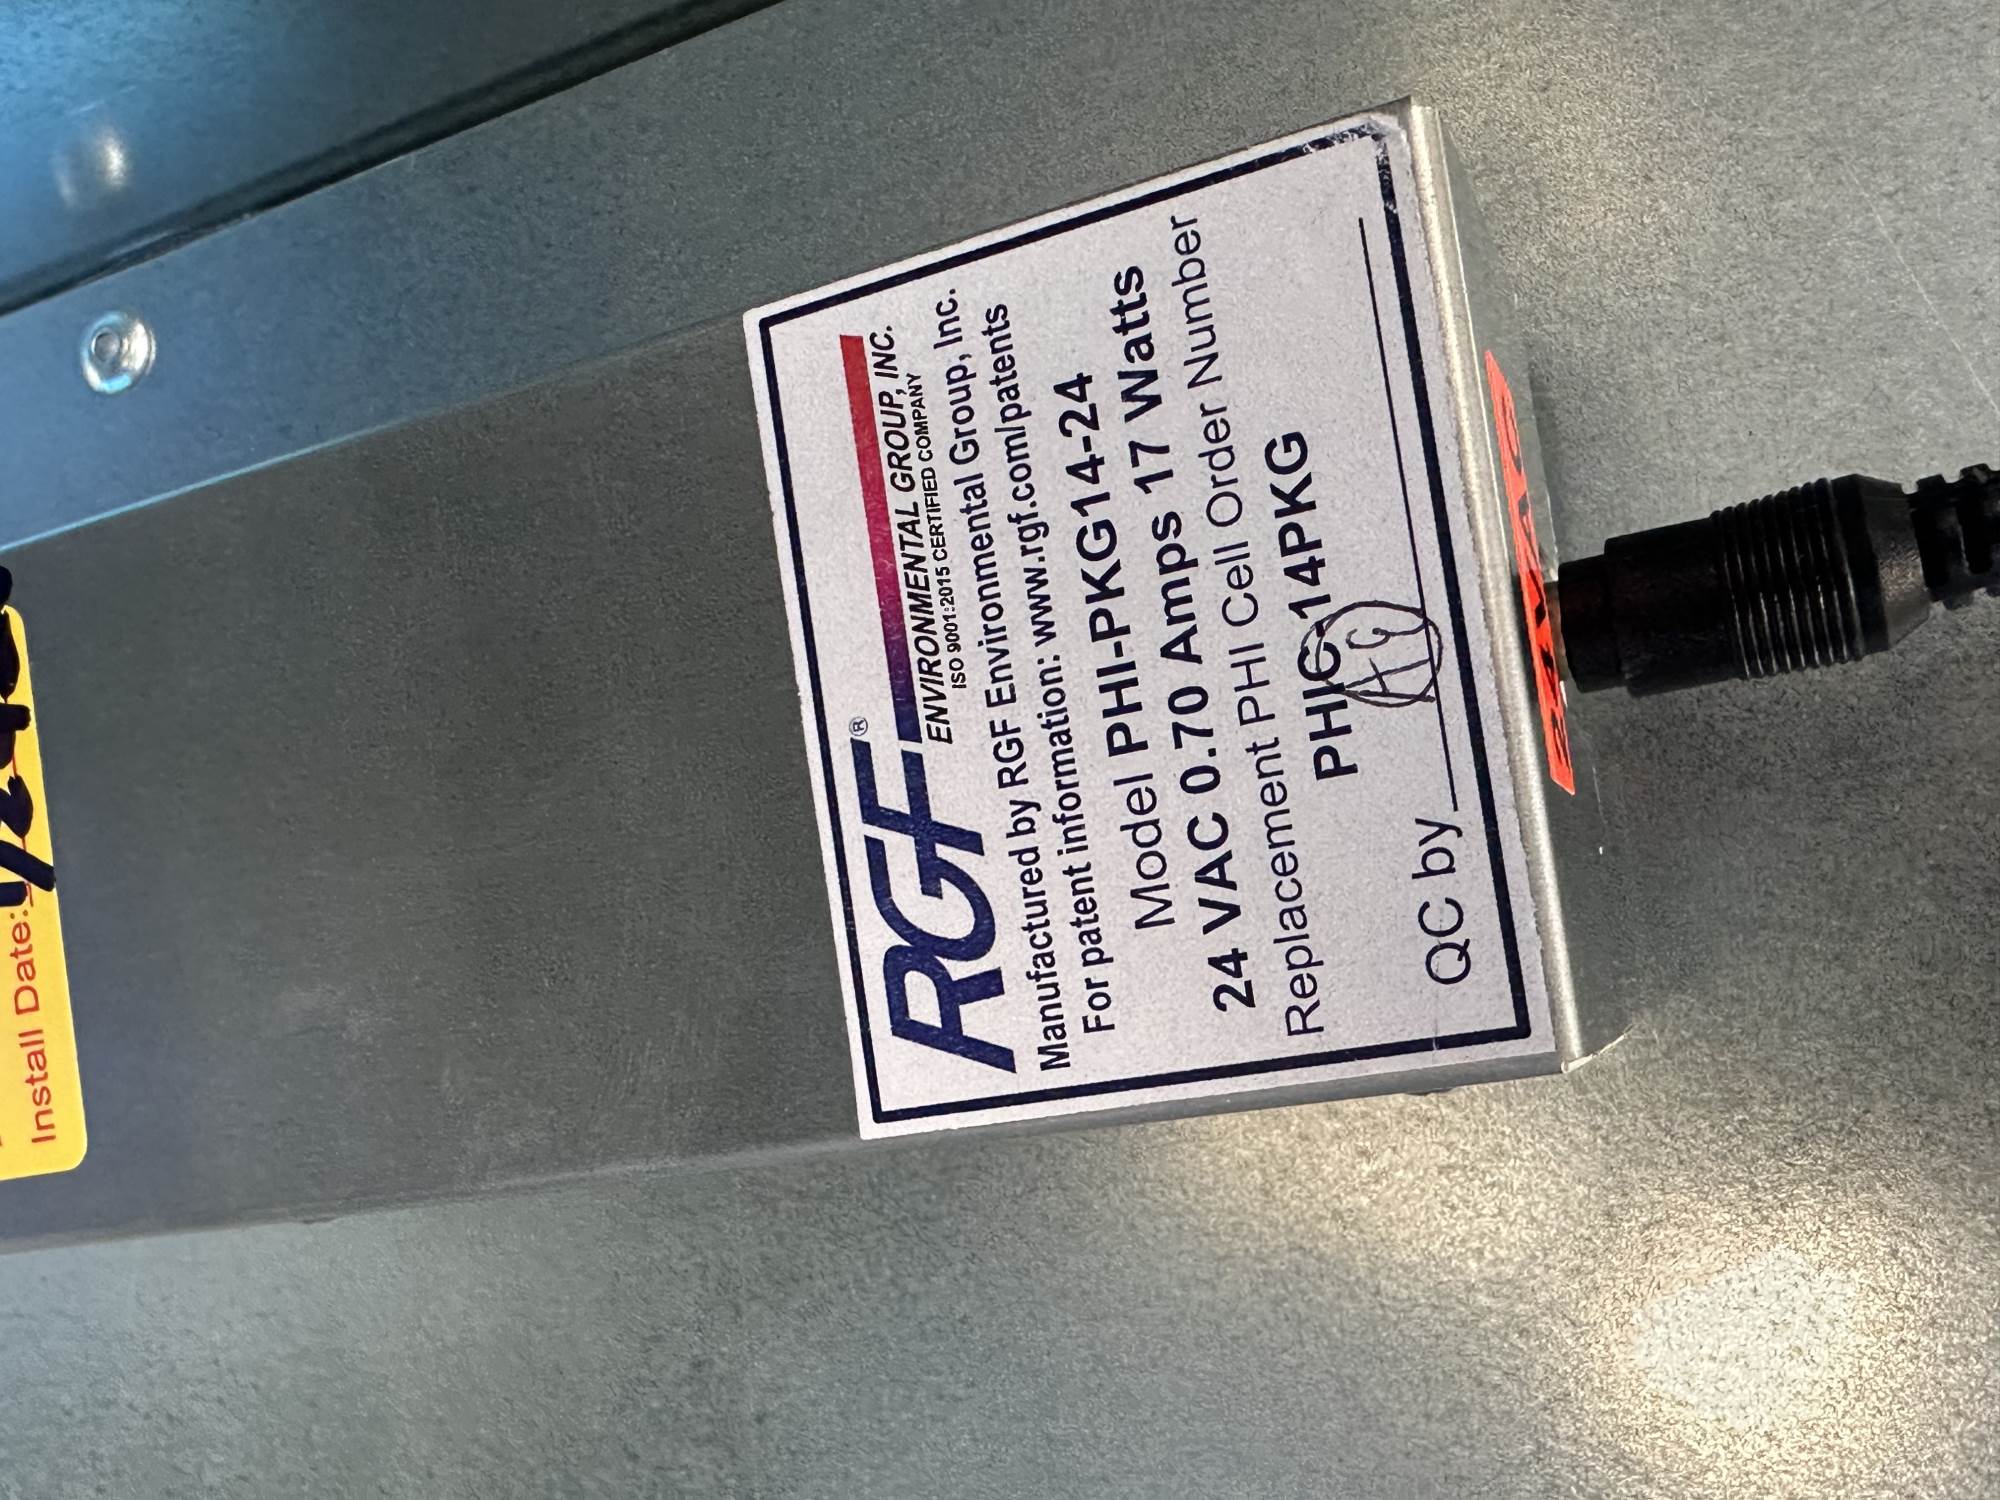 RGF®
ENVIRONMENTAL GROUP, INC.
ISO 9001:2015 CERTIFIED COMPANY
Manufactured by RGF Environmental Group, Inc.
For patent information: www.rgf.com/patents
Model PHI-PKG14-24
24 VAC 0.70 Amps 17 Watts
Replacement PHI Cell Order Number
PHIC-14PKG
AG
QC by
Install Date: